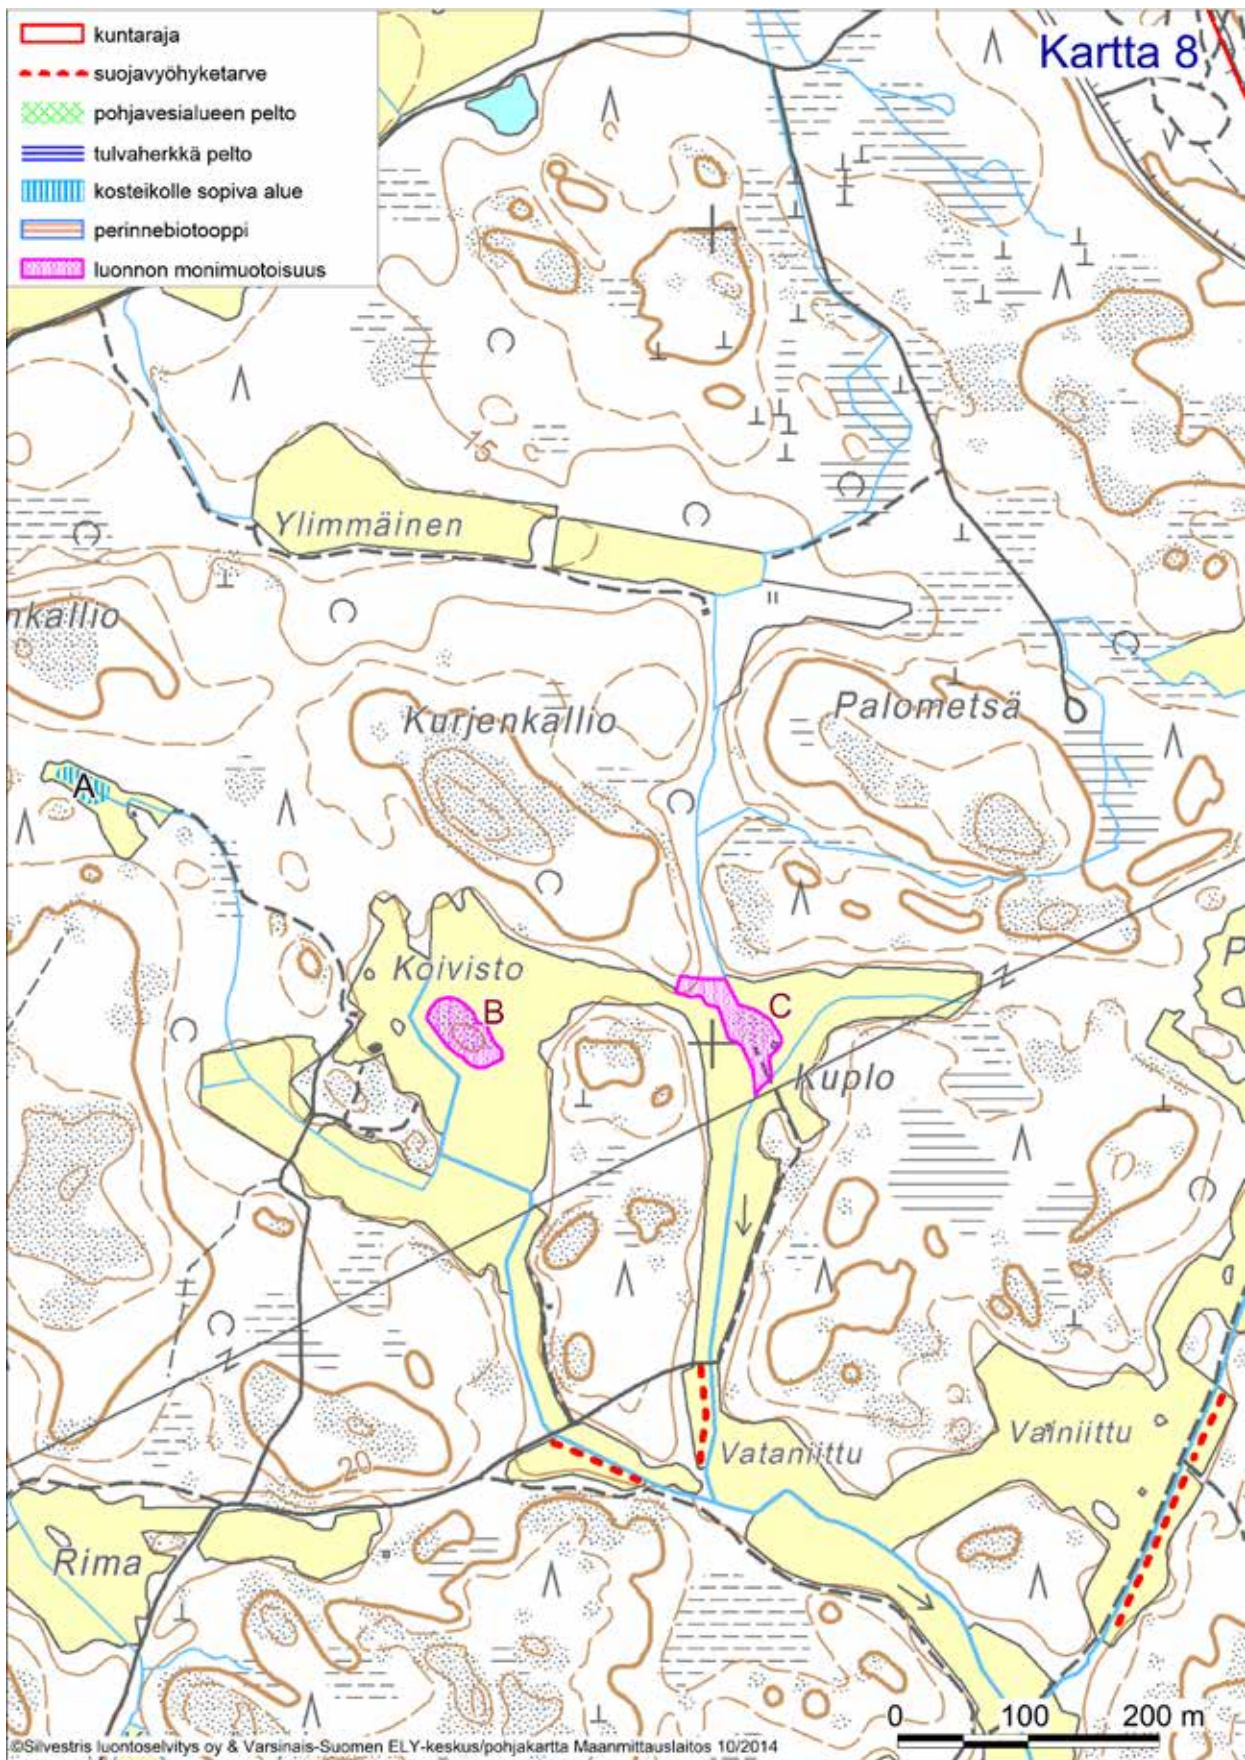 kuntaraja
Kartta 8
suojavyöhyketarve
pohjavesialueen pelto
tulvaherkkä pelto
kosteikolle sopiva alue
perinnebiotooppi
luonnon monimuotoisuus
15
Ylimmäinen
nkallio
Kurjenkallio
Palometsä
A
Koivisto
P
B
C
Kuplo
Vainiittu
Vataniittu
20
Rima
0 100 200 m
©Silvestris luontoselvitys oy & Varsinais-Suomen ELY-keskus/pohjakartta Maanmittauslaitos 10/2014